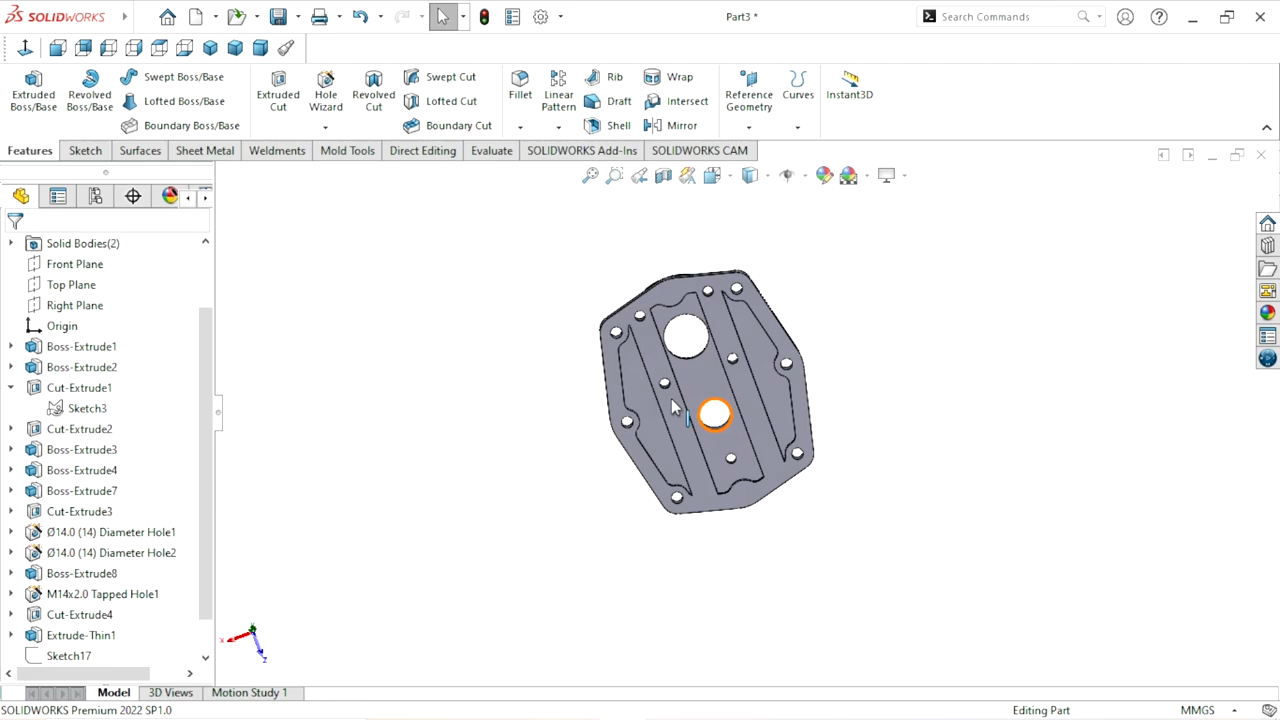 SOLIDWORKS
Part3 *
Search Commands
Extruded Boss/Base
Revolved Boss/Base
Swept Boss/Base
Lofted Boss/Base
Boundary Boss/Base
Extruded Cut
Hole Wizard
Revolved Cut
Swept Cut
Lofted Cut
Boundary Cut
Fillet
Linear Pattern
Rib
Draft
Shell
Wrap
Intersect
Mirror
Reference Geometry
Curves
Instant3D
Features
Sketch
Surfaces
Sheet Metal
Weldments
Mold Tools
Direct Editing
Evaluate
SOLIDWORKS Add-Ins
SOLIDWORKS CAM
Solid Bodies(2)
Front Plane
Top Plane
Right Plane
Origin
Boss-Extrude1
Boss-Extrude2
Cut-Extrude1
Sketch3
Cut-Extrude2
Boss-Extrude3
Boss-Extrude4
Boss-Extrude7
Cut-Extrude3
Ø14.0 (14) Diameter Hole1
Ø14.0 (14) Diameter Hole2
Boss-Extrude8
M14x2.0 Tapped Hole1
Cut-Extrude4
Extrude-Thin1
Sketch17
x
z
Model
3D Views
Motion Study 1
SOLIDWORKS Premium 2022 SP1.0
Editing Part
MMGS